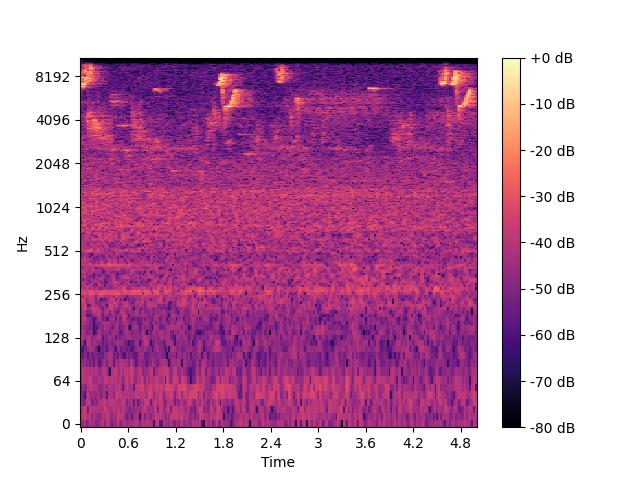 8192
4096
2048
1024
512
256
128
64
0
Hz
0 0.6 1.2 1.8 2.4 3 3.6 4.2 4.8
Time
+0 dB
-10 dB
-20 dB
-30 dB
-40 dB
-50 dB
-60 dB
-70 dB
-80 dB